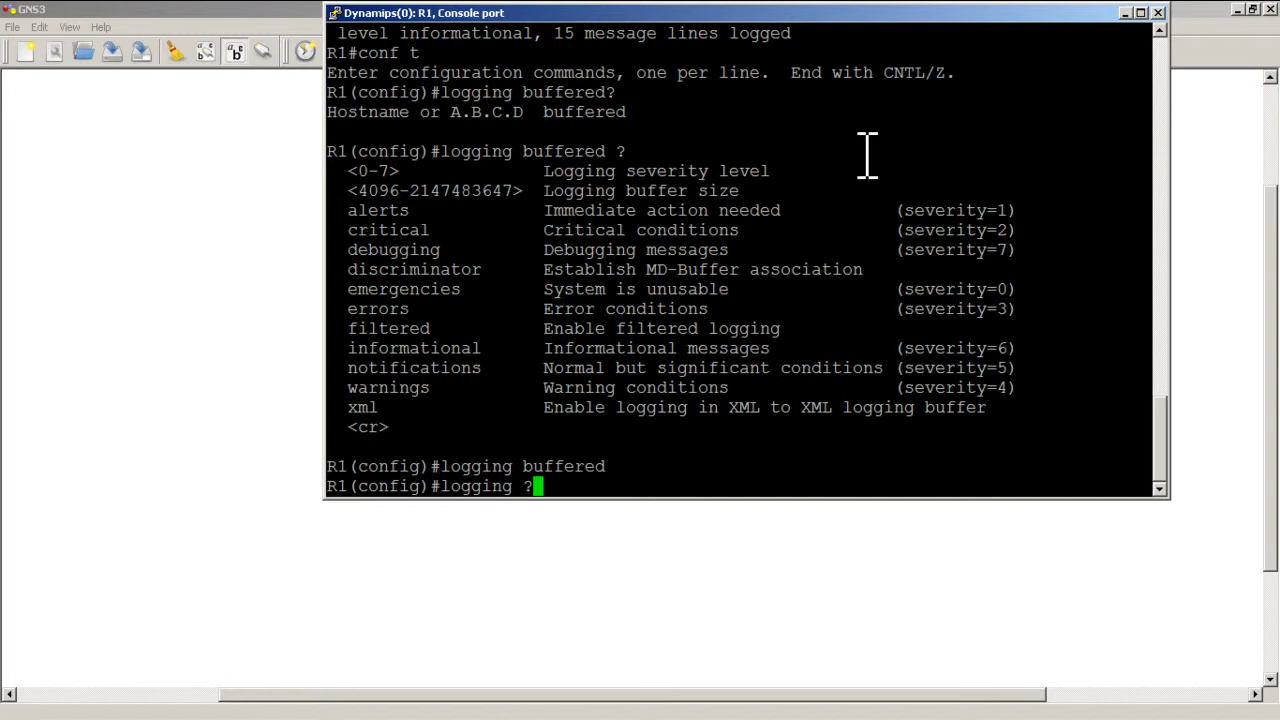 GNS3
File Edit View Help
Dynamips(0): R1, Console port
level informational, 15 message lines logged
R1#conf t
Enter configuration commands, one per line.  End with CNTL/Z.
R1(config)#logging buffered?
Hostname or A.B.C.D  buffered
R1(config)#logging buffered ?
<0-7>              Logging severity level
<4096-2147483647>  Logging buffer size
alerts             Immediate action needed           (severity=1)
critical           Critical conditions               (severity=2)
debugging          Debugging messages                (severity=7)
discriminator      Establish MD-Buffer association
emergencies        System is unusable                (severity=0)
errors             Error conditions                  (severity=3)
filtered           Enable filtered logging
informational      Informational messages            (severity=6)
notifications      Normal but significant conditions (severity=5)
warnings           Warning conditions                (severity=4)
xml                Enable logging in XML to XML logging buffer
<cr>
R1(config)#logging buffered
R1(config)#logging ?